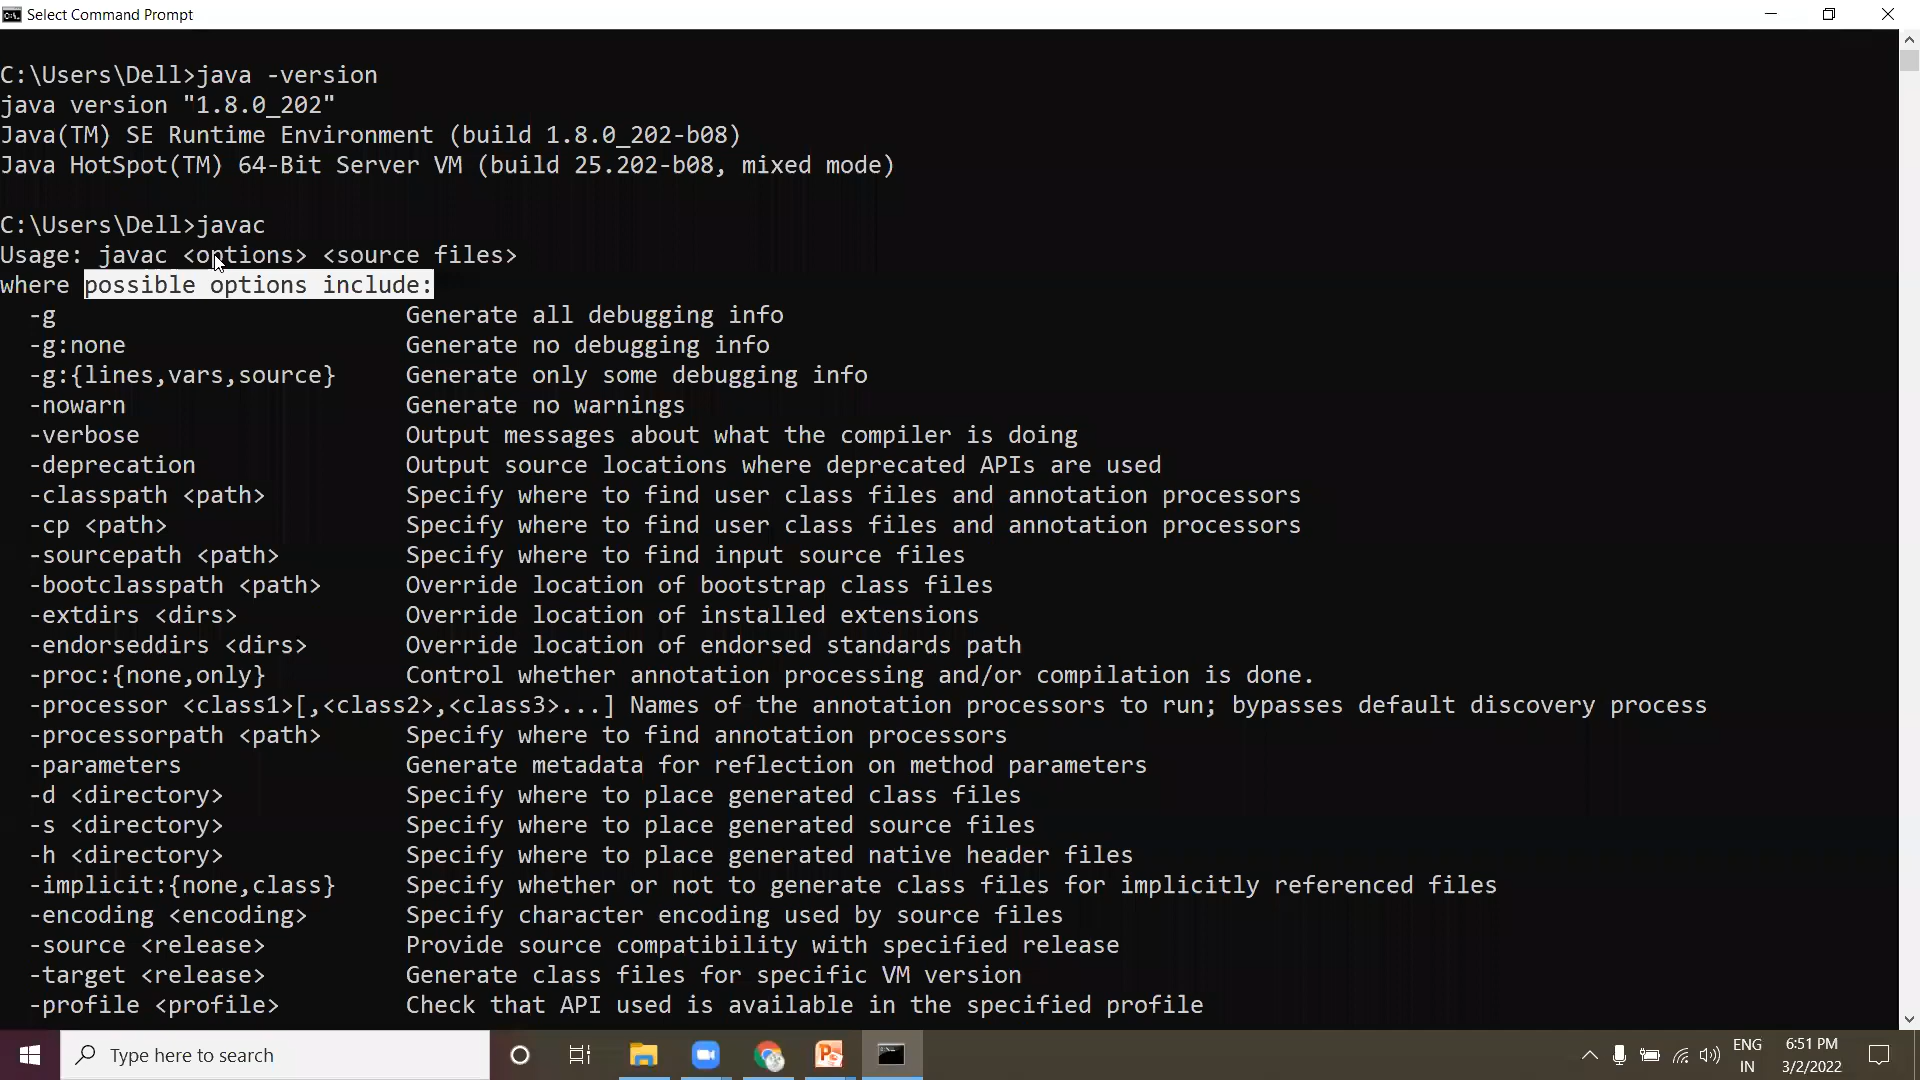 Select Command Prompt
C:\Users\Dell>java -version
java version "1.8.0_202"
Java(TM) SE Runtime Environment (build 1.8.0_202-b08)
Java HotSpot(TM) 64-Bit Server VM (build 25.202-b08, mixed mode)
C:\Users\Dell>javac
Usage: javac <options> <source files>
where possible options include:
-g Generate all debugging info
-g:none Generate no debugging info
-g:{lines,vars,source} Generate only some debugging info
-nowarn Generate no warnings
-verbose Output messages about what the compiler is doing
-deprecation Output source locations where deprecated APIs are used
-classpath <path> Specify where to find user class files and annotation processors
-cp <path> Specify where to find user class files and annotation processors
-sourcepath <path> Specify where to find input source files
-bootclasspath <path> Override location of bootstrap class files
-extdirs <dirs> Override location of installed extensions
-endorseddirs <dirs> Override location of endorsed standards path
-proc:{none,only} Control whether annotation processing and/or compilation is done.
-processor <class1>[,<class2>,<class3>...] Names of the annotation processors to run; bypasses default discovery process
-processorpath <path> Specify where to find annotation processors
-parameters Generate metadata for reflection on method parameters
-d <directory> Specify where to place generated class files
-s <directory> Specify where to place generated source files
-h <directory> Specify where to place generated native header files
-implicit:{none,class} Specify whether or not to generate class files for implicitly referenced files
-encoding <encoding> Specify character encoding used by source files
-source <release> Provide source compatibility with specified release
-target <release> Generate class files for specific VM version
-profile <profile> Check that API used is available in the specified profile
Type here to search
ENG
IN
6:51 PM
3/2/2022